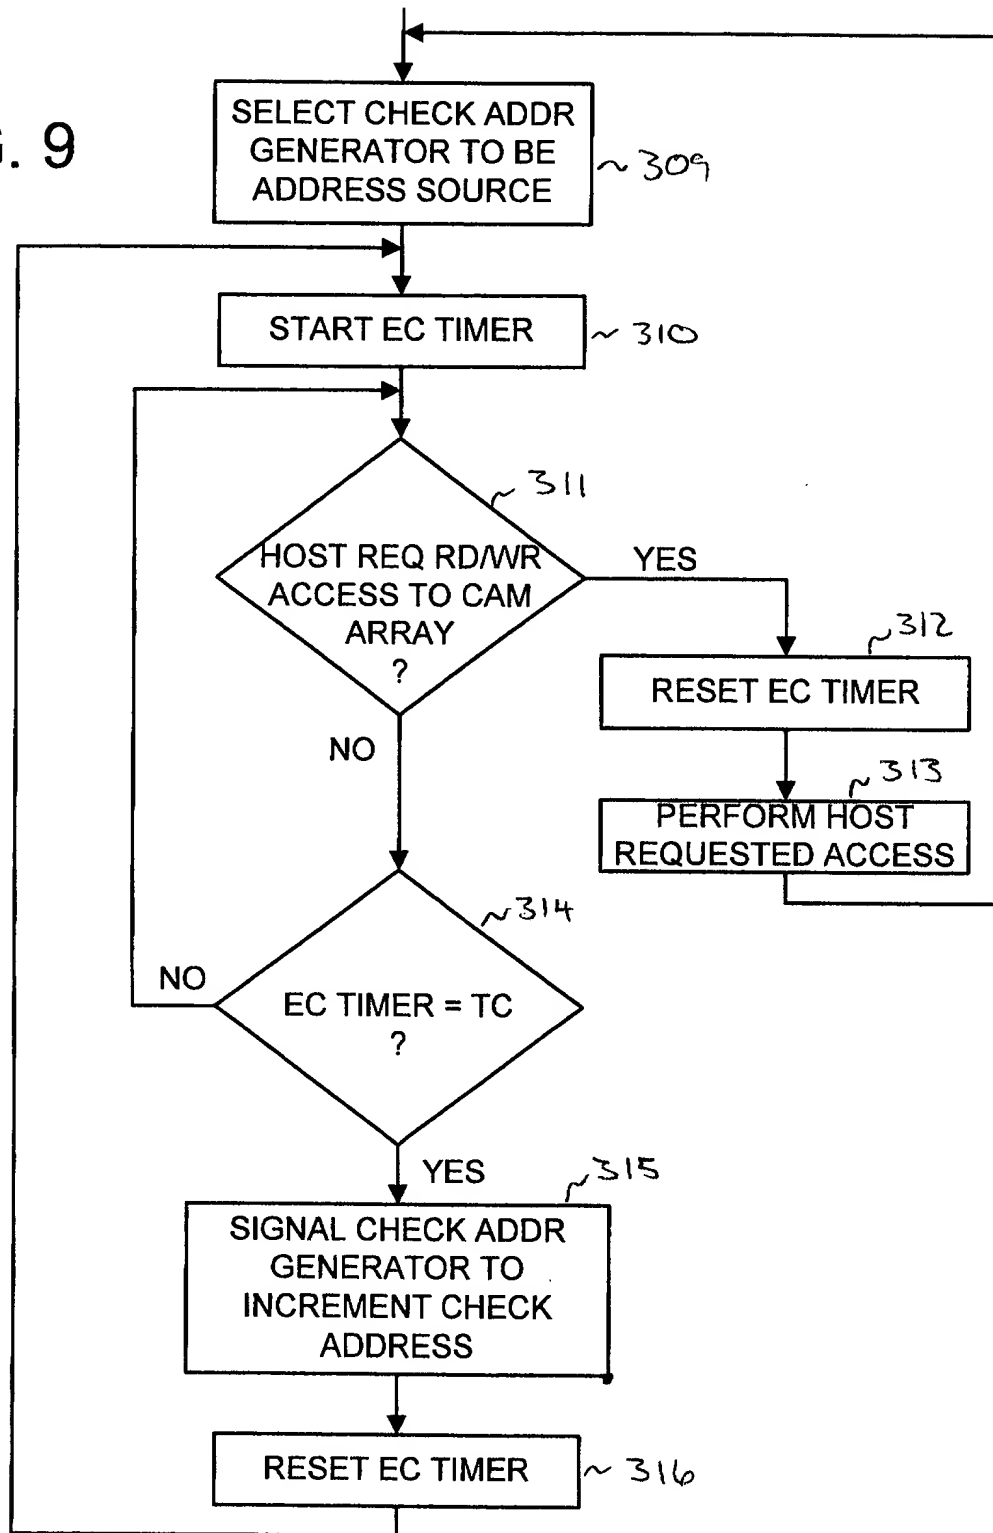 . 9
SELECT CHECK ADDR
GENERATOR TO BE
ADDRESS SOURCE
~ 309
START EC TIMER
~ 310
311
HOST REQ RD/WR
ACCESS TO CAM
ARRAY
?
YES
312
RESET EC TIMER
NO
313
PERFORM HOST
REQUESTED ACCESS
314
NO
EC TIMER = TC
?
YES
315
SIGNAL CHECK ADDR
GENERATOR TO
INCREMENT CHECK
ADDRESS
RESET EC TIMER
~ 316